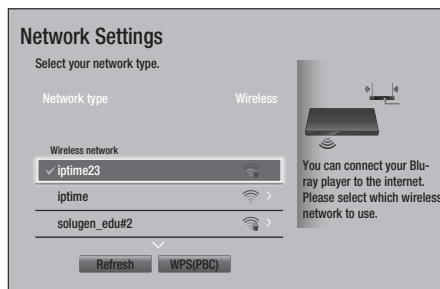 Network Settings
Select your network type.
Network type Wireless
Wireless network
iptime23
iptime
solugen_edu#2
Refresh WPS(PBC)
You can connect your Blu-
ray player to the internet.
Please select which wireless
network to use.